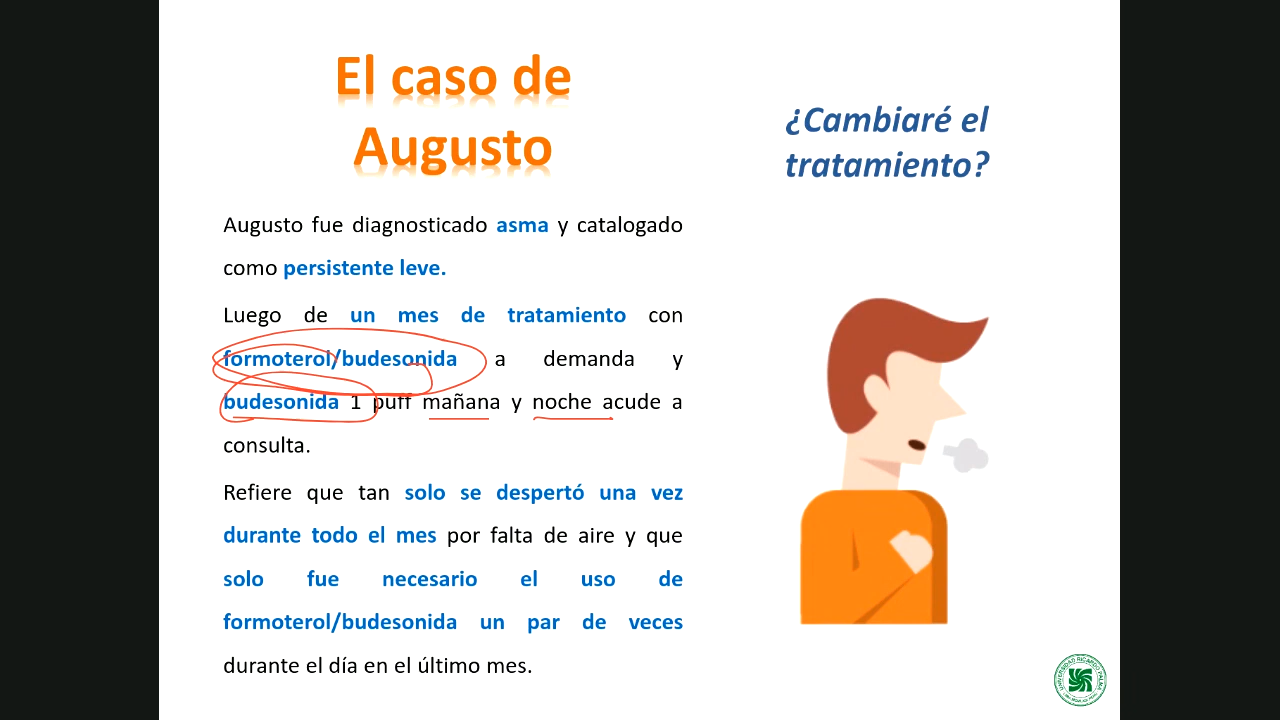 El caso de
Augusto
¿Cambiaré el
tratamiento?
Augusto fue diagnosticado asma y catalogado
como persistente leve.
Luego de un mes de tratamiento con
formoterol/budesonida a demanda y
budesonida 1 puff mañana y noche acude a
consulta.
Refiere que tan solo se despertó una vez
durante todo el mes por falta de aire y que
solo fue necesario el uso de
formoterol/budesonida un par de veces
durante el día en el último mes.
UNIVERSIDAD RICARDO PALMA